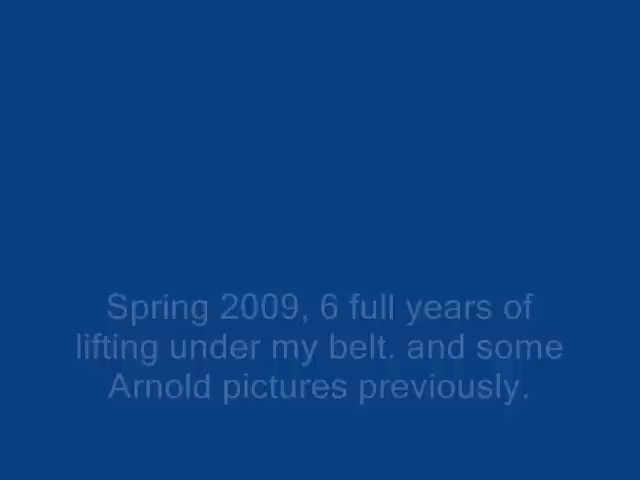 Spring 2009, 6 full years of
lifting under my belt. and some
Arnold pictures previously.